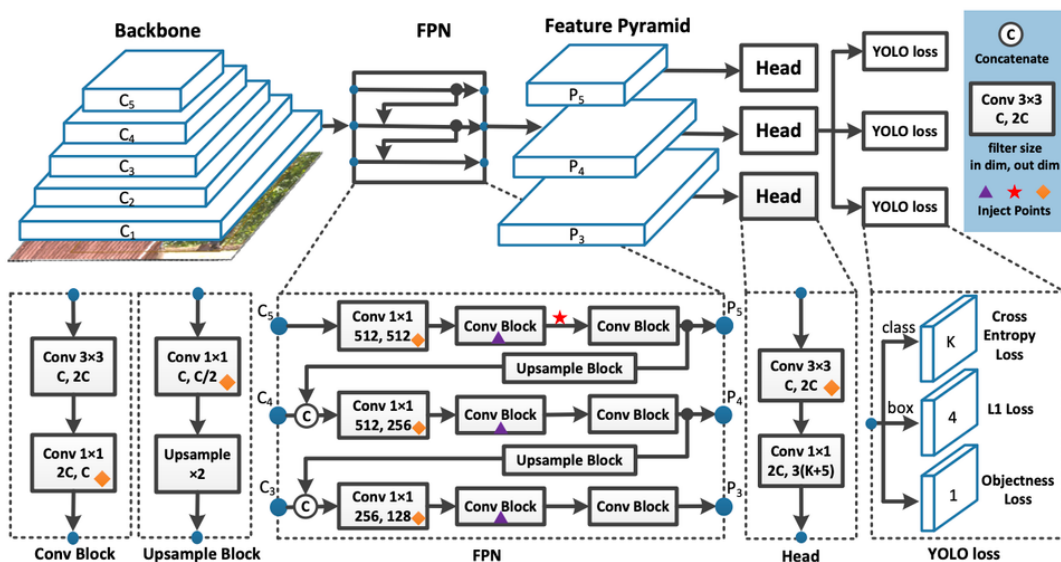 Backbone
FPN
Feature Pyramid
C5
C4
C3
C2
C1
P5
P4
P3
Head
Head
Head
YOLO loss
YOLO loss
YOLO loss
C
Concatenate
Conv 3×3
C, 2C
filter size
in dim, out dim
Inject Points
Conv 3×3
C, 2C
Conv 1×1
2C, C
Conv Block
Conv 1×1
C, C/2
Upsample
×2
Upsample Block
C5
Conv 1×1
512, 512
Conv Block
Conv Block
P5
Upsample Block
C4
C
Conv 1×1
512, 256
Conv Block
Conv Block
P4
Upsample Block
C3
C
Conv 1×1
256, 128
Conv Block
Conv Block
P3
FPN
Conv 3×3
C, 2C
Conv 1×1
2C, 3(K+5)
Head
class
K
Cross
Entropy
Loss
box
4
L1 Loss
1
Objectness
Loss
YOLO loss